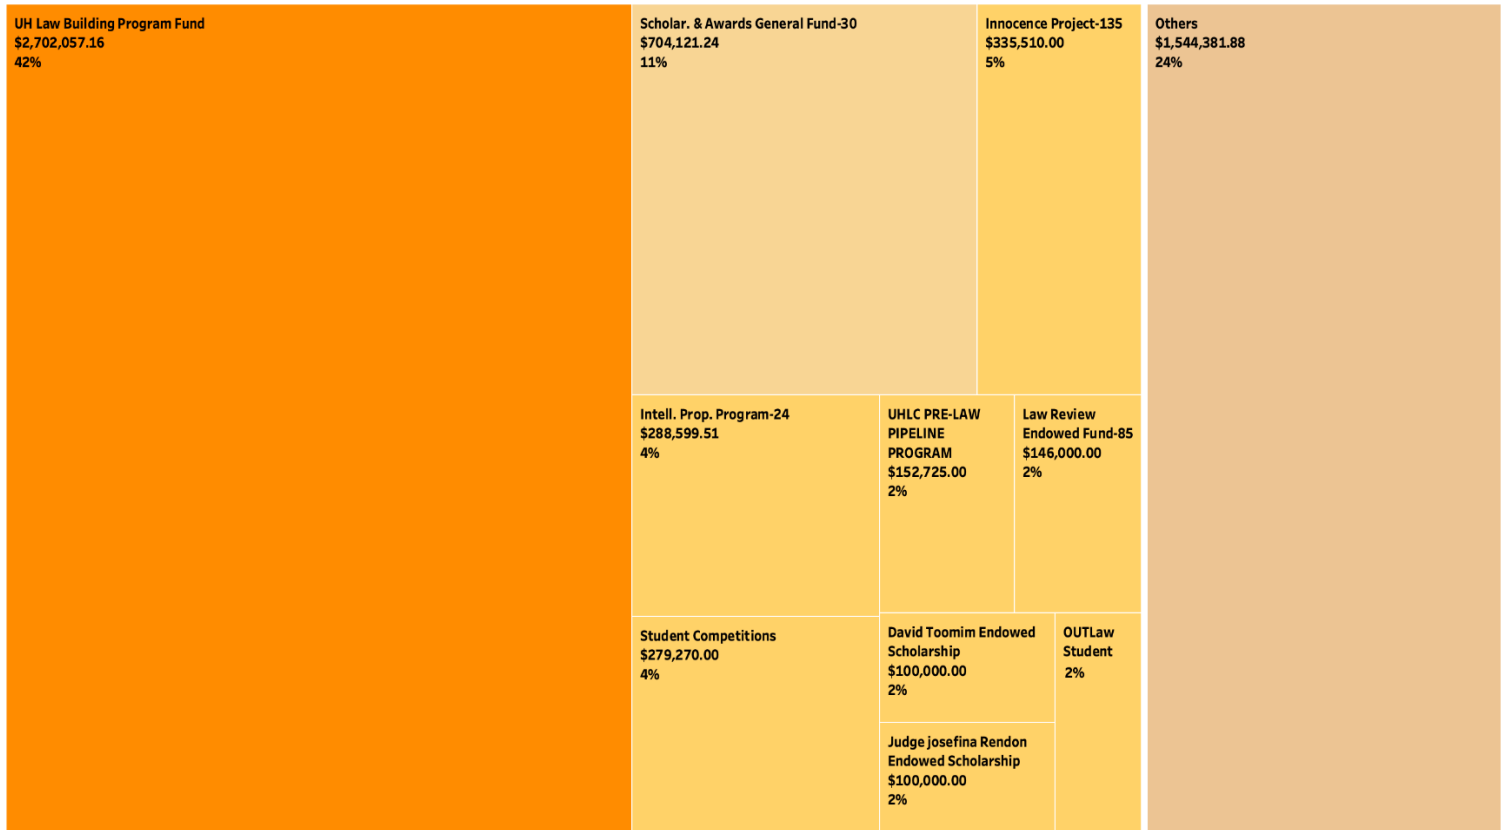 UH Law Building Program Fund
$2,702,057.16
42%
Scholar. & Awards General Fund-30
$704,121.24
11%
Innocence Project-135
$335,510.00
5%
Others
$1,544,381.88
24%
Intell. Prop. Program-24
$288,599.51
4%
UHLC PRE-LAW
PIPELINE
PROGRAM
$152,725.00
2%
Law Review
Endowed Fund-85
$146,000.00
2%
Student Competitions
$279,270.00
4%
David Toomim Endowed
Scholarship
$100,000.00
2%
OUTLaw
Student
2%
Judge josefina Rendon
Endowed Scholarship
$100,000.00
2%